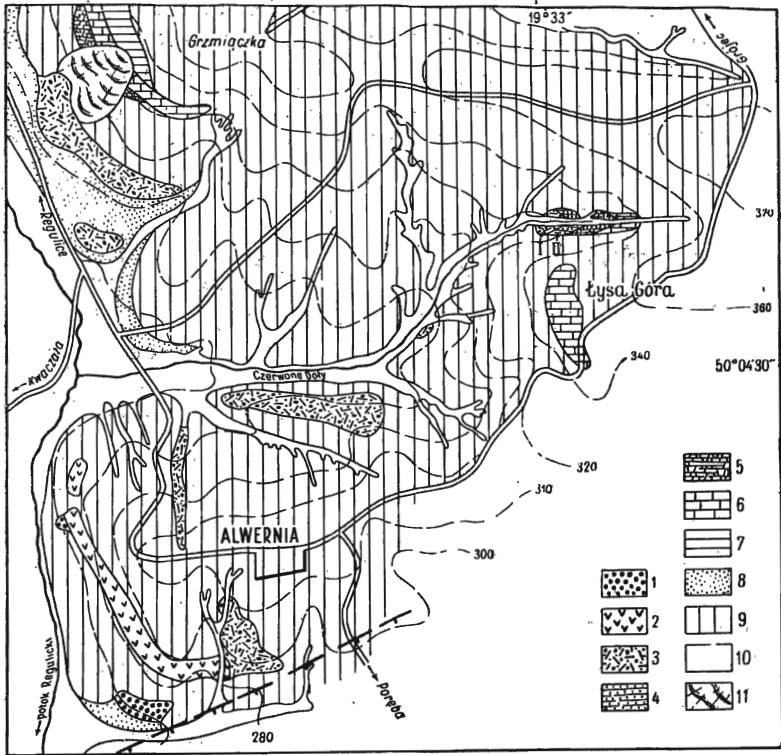 19°33′
Grzmiączka
Grojec
Regulice
370
Łysa Góra
360
Kwaczała
Czerwone Doły
340
50°04′30″
320
310
ALWERNIA
300
5
6
7
1
8
2
9
3
10
4
11
Poręba
potok Regulicki
280